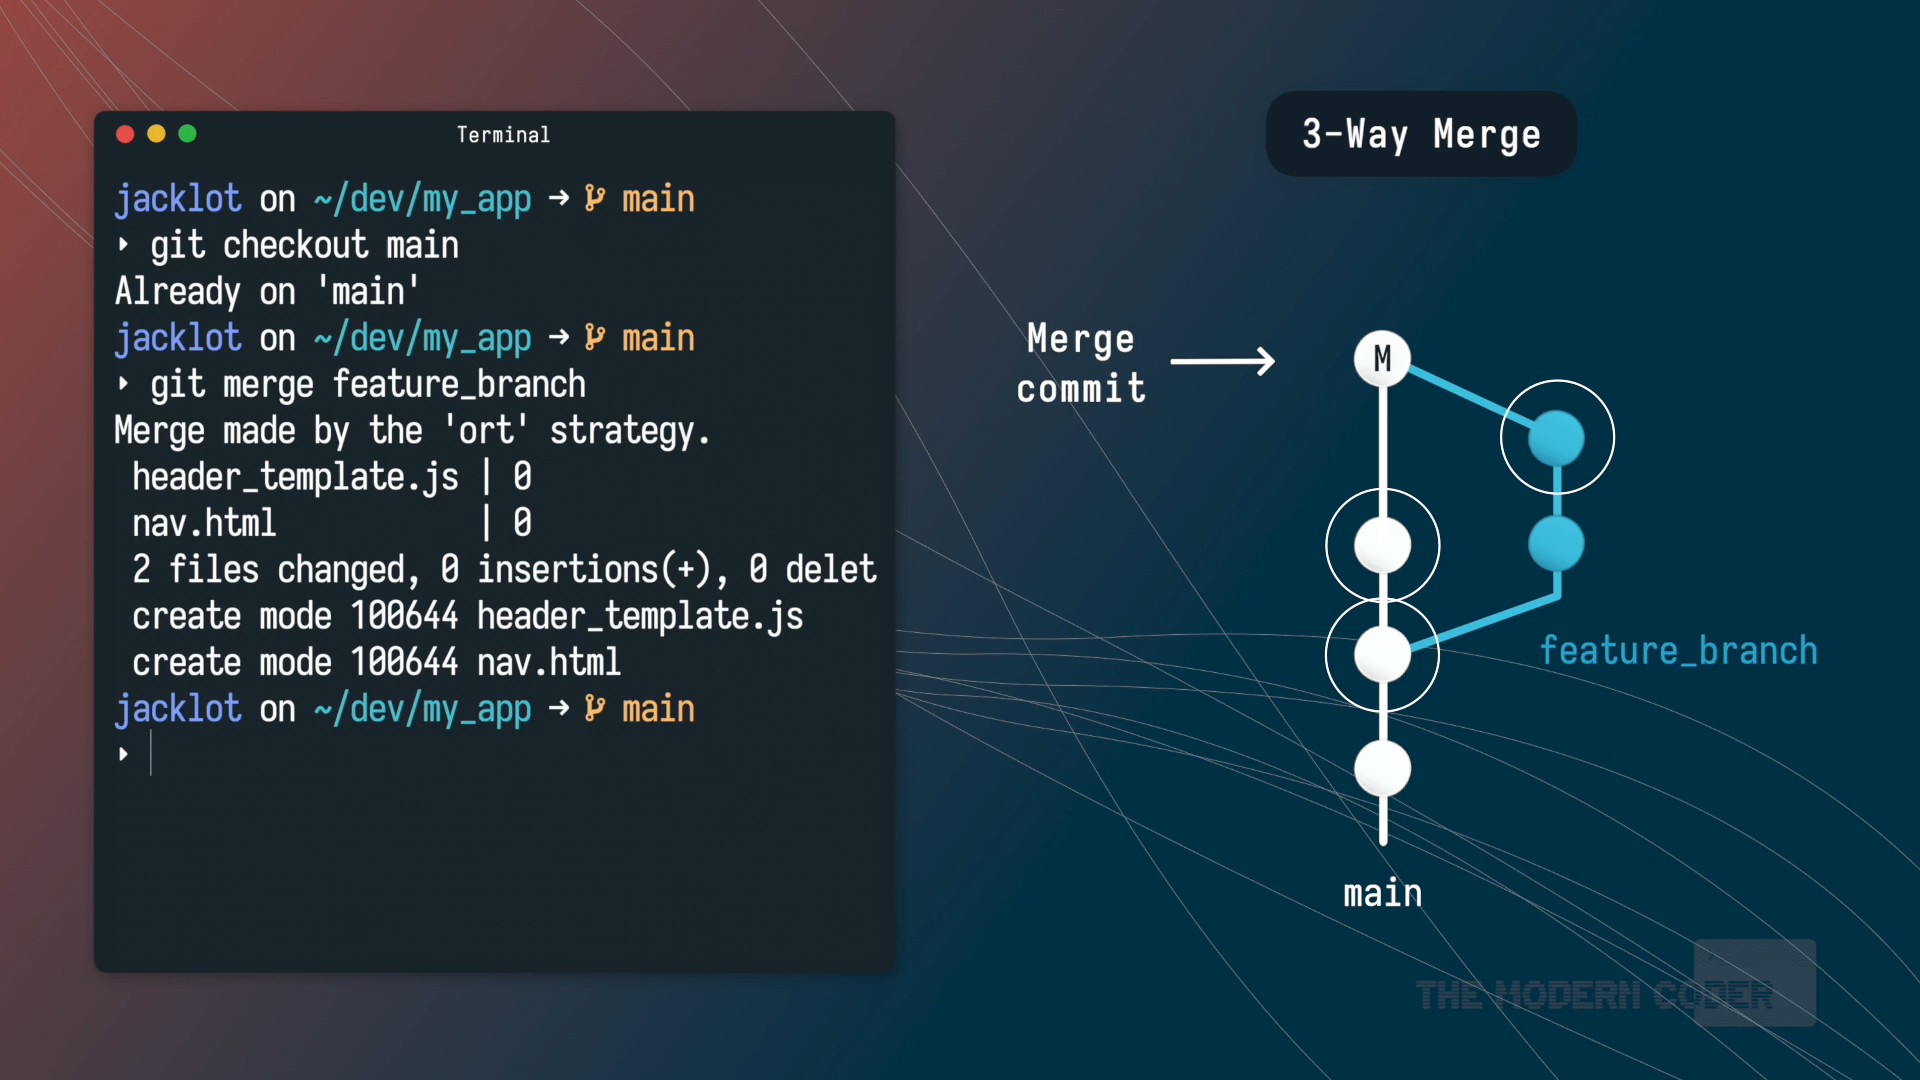 Terminal
jacklot on ~/dev/my_app → main
‣ git checkout main
Already on 'main'
jacklot on ~/dev/my_app → main
‣ git merge feature_branch
Merge made by the 'ort' strategy.
header_template.js | 0
nav.html | 0
2 files changed, 0 insertions(+), 0 delet
create mode 100644 header_template.js
create mode 100644 nav.html
jacklot on ~/dev/my_app → main
‣
3-Way Merge
Merge
commit
M
feature_branch
main
THE MODERN CODER